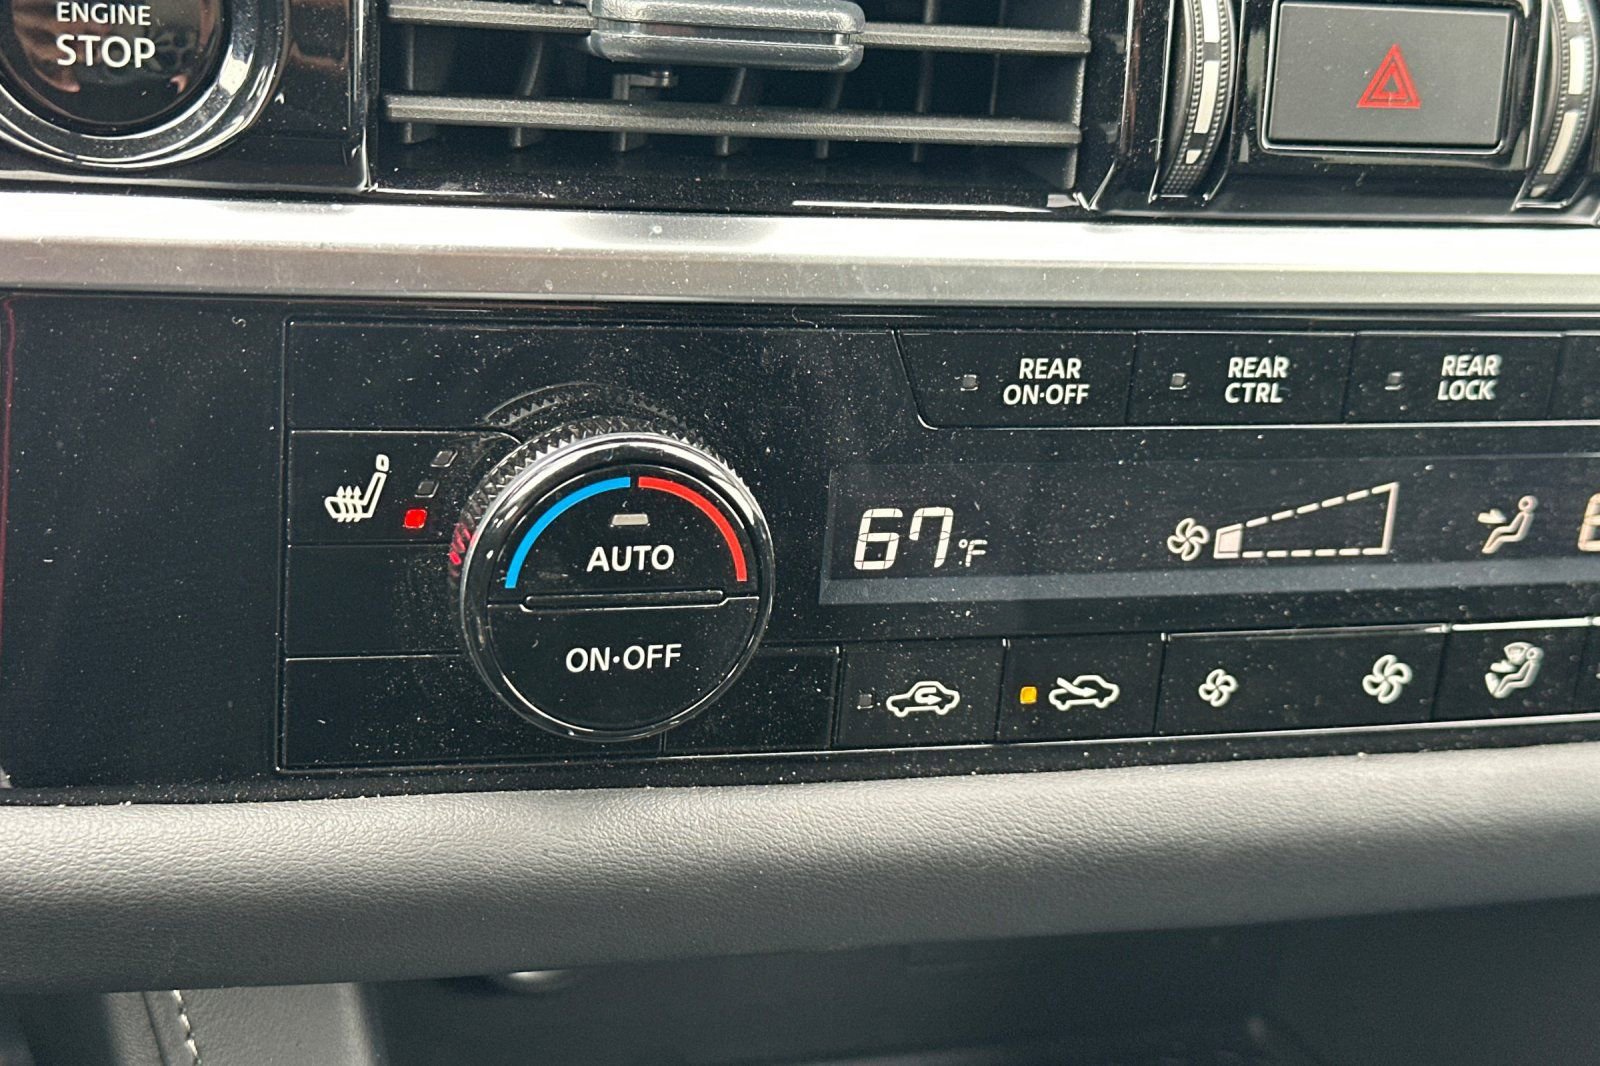 ENGINE
STOP
REAR
ON·OFF
REAR
CTRL
REAR
LOCK
AUTO
67°F
ON·OFF